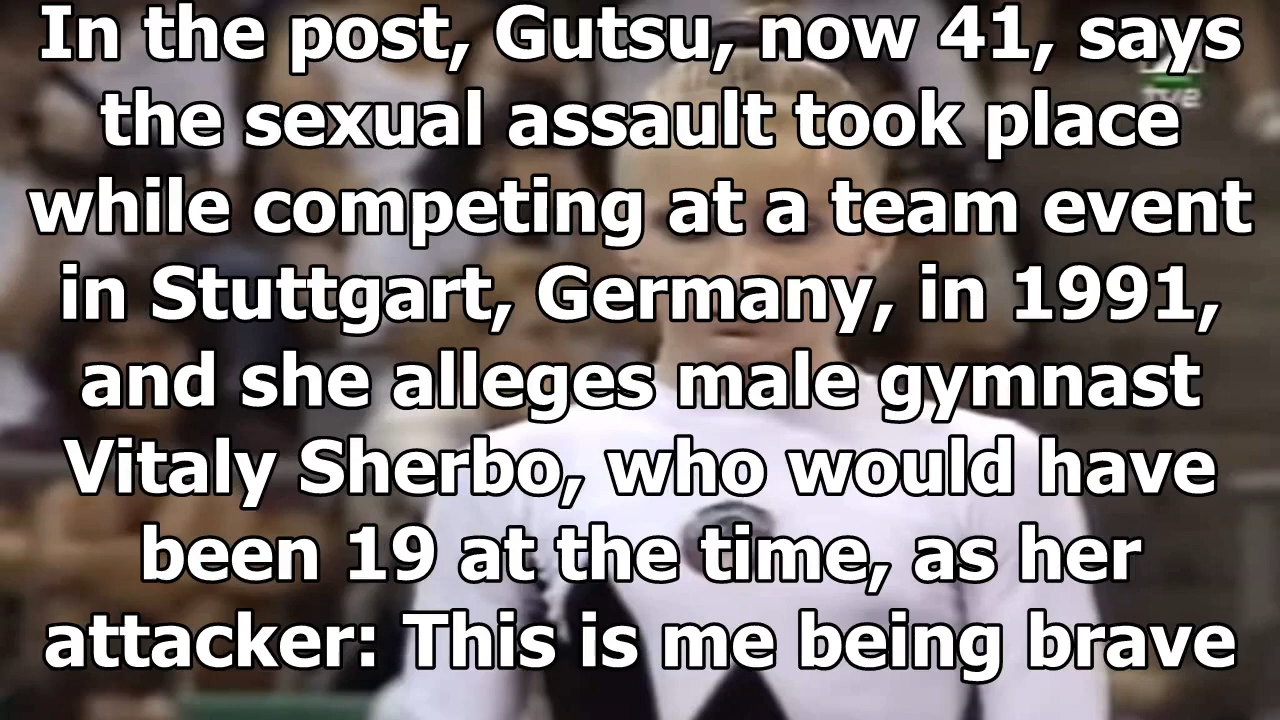 In the post, Gutsu, now 41, says
the sexual assault took place
while competing at a team event
in Stuttgart, Germany, in 1991,
and she alleges male gymnast
Vitaly Sherbo, who would have
been 19 at the time, as her
attacker: This is me being brave
tve